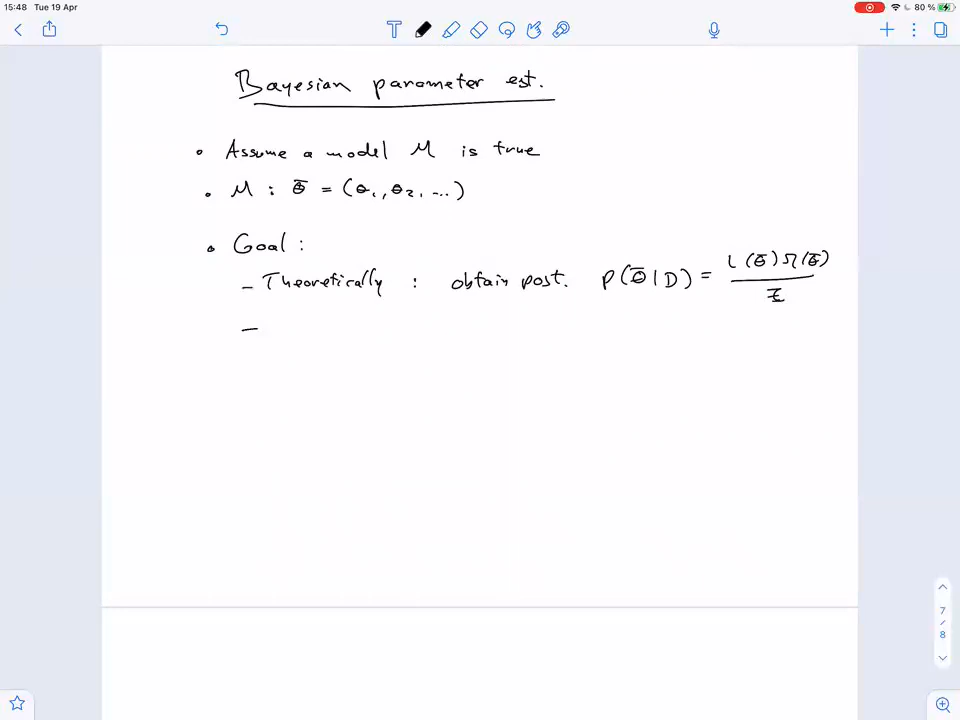 15:48 Tue 19 Apr
80 %
Bayesian parameter est.
• Assume a model M is true
• M : θ̄ = (θ₁, θ₂, ...)
• Goal :
– Theoretically : obtain post. P(θ̄|D) = L(θ̄)π(θ̄) / Z
–
7
/
8